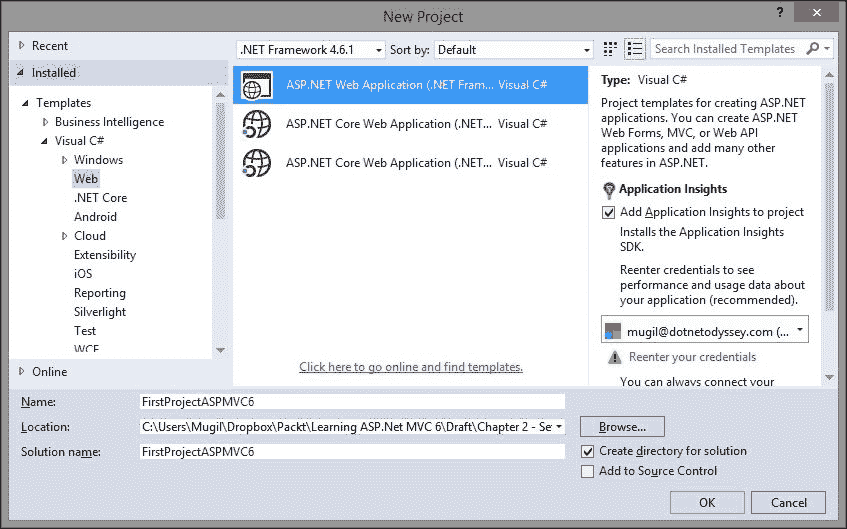 New Project
?
Recent
Installed
Templates
Business Intelligence
Visual C#
Windows
Web
.NET Core
Android
Cloud
Extensibility
iOS
Reporting
Silverlight
Test
WCF
Online
.NET Framework 4.6.1
Sort by: Default
Search Installed Templates
ASP.NET Web Application (.NET Fram... Visual C#
ASP.NET Core Web Application (.NET... Visual C#
ASP.NET Core Web Application (.NET... Visual C#
Click here to go online and find templates.
Type: Visual C#
Project templates for creating ASP.NET
applications. You can create ASP.NET
Web Forms, MVC, or Web API
applications and add many other
features in ASP.NET.
Application Insights
Add Application Insights to project
Installs the Application Insights
SDK.
Reenter credentials to see
performance and usage data about
your application (recommended).
mugil@dotnetodyssey.com (...
Reenter your credentials
You can always connect your
Name: FirstProjectASPMVC6
Location: C:\Users\Mugil\Dropbox\Packt\Learning ASP.Net MVC 6\Draft\Chapter 2 - Se
Browse...
Solution name: FirstProjectASPMVC6
Create directory for solution
Add to Source Control
OK
Cancel